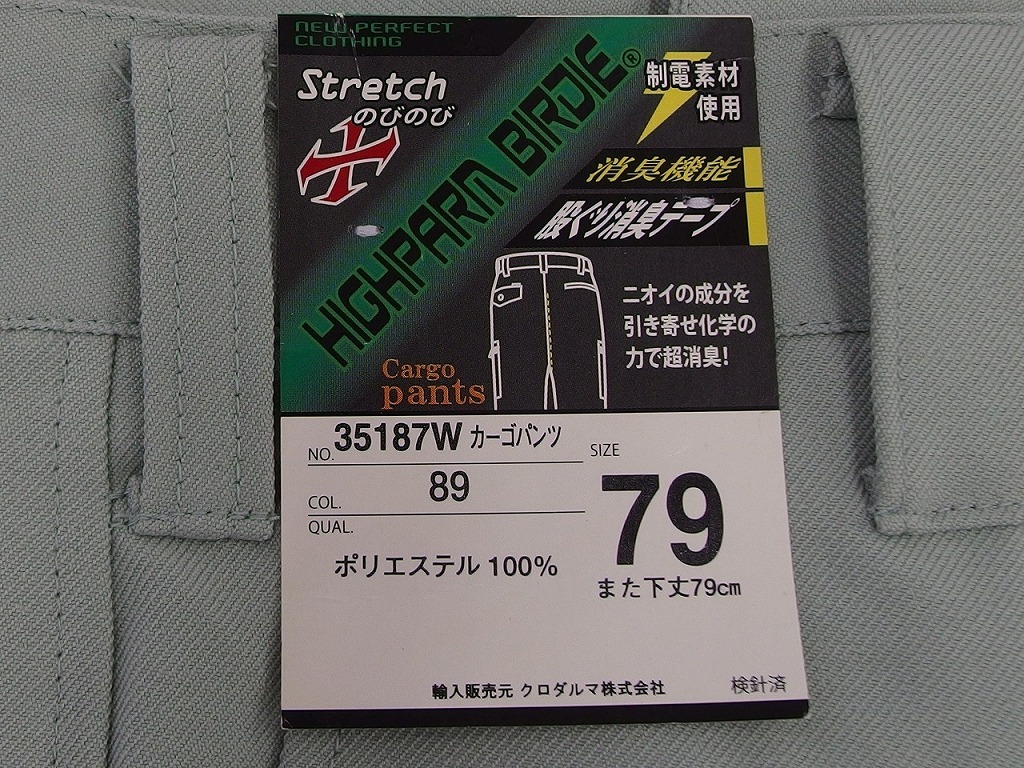 NEW PERFECT
CLOTHING
Stretch
のびのび
HIGHPARM BIRDIE®
制電素材
使用
消臭機能
股ぐり消臭テープ
ニオイの成分を
引き寄せ化学の
力で超消臭!
Cargo
pants
NO. 35187W カーゴパンツ
COL. 89
QUAL.
ポリエステル 100%
SIZE
79
また下丈79cm
輸入販売元 クロダルマ株式会社
検針済